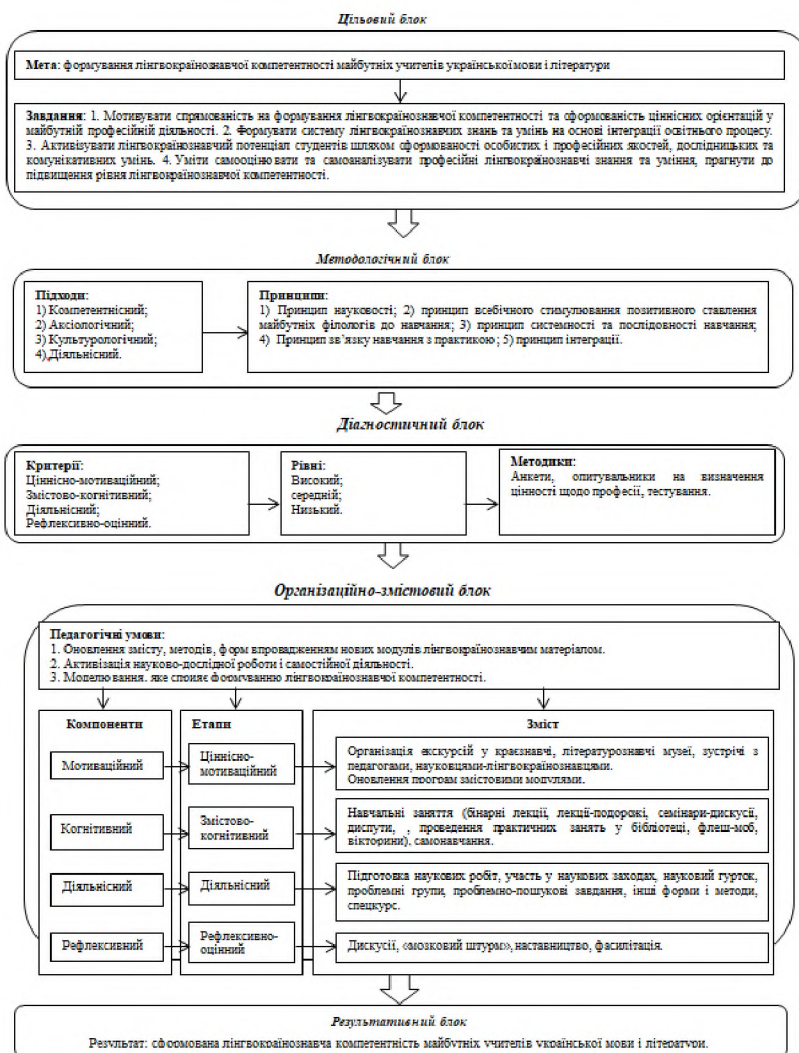 Цільовий блок
Мета: формування лінгвокраїнознавчої компетентності майбутніх учителів української мови і літератури
Завдання: 1. Мотивувати спрямованість на формування лінгвокраїнознавчої компетентності та сформованість ціннісних орієнтацій у
майбутній професійній діяльності. 2. Формувати систему лінгвокраїнознавчих знань та умінь на основі інтеграції освітнього процесу.
3. Активізувати лінгвокраїнознавчий потенціал студентів шляхом сформованості особистих і професійних якостей, дослідницьких та
комунікативних умінь. 4. Уміти самооцінювати та самоаналізувати професійні лінгвокраїнознавчі знання та уміння, прагнути до
підвищення рівня лінгвокраїнознавчої компетентності.
Методологічний блок
Підходи:
1) Компетентнісний;
2) Аксіологічний;
3) Культурологічний;
4) Діяльнісний.
Принципи:
1) Принцип науковості; 2) принцип всебічного стимулювання позитивного ставлення
майбутніх філологів до навчання; 3) принцип системності та послідовності навчання;
4) Принцип зв’язку навчання з практикою; 5) принцип інтеграції.
Діагностичний блок
Критерії:
Ціннісно-мотиваційний;
Змістово-когнітивний;
Діяльнісний;
Рефлексивно-оцінний.
Рівні:
Високий;
середній;
Низький.
Методики:
Анкети, опитувальники на визначення
цінності щодо професії, тестування.
Організаційно-змістовий блок
Педагогічні умови:
1. Оновлення змісту, методів, форм впровадженням нових модулів лінгвокраїнознавчим матеріалом.
2. Активізація науково-дослідної роботи і самостійної діяльності.
3. Моделювання, яке сприяє формуванню лінгвокраїнознавчої компетентності.
Компоненти
Мотиваційний
Когнітивний
Діяльнісний
Рефлексивний
Етапи
Ціннісно-
мотиваційний
Змістово-
когнітивний
Діяльнісний
Рефлексивно-
оцінний
Зміст
Організація екскурсій у краєзнавчі, літературознавчі музеї, зустрічі з
педагогами, науковцями-лінгвокраїнознавцями.
Оновлення програм змістовими модулями.
Навчальні заняття (бінарні лекції, лекції-подорожі, семінари-дискусії,
диспути, , проведення практичних занять у бібліотеці, флеш-моб,
вікторини), самонавчання.
Підготовка наукових робіт, участь у наукових заходах, науковий гурток,
проблемні групи, проблемно-пошукові завдання, інші форми і методи,
спецкурс.
Дискусії, «мозковий штурм», наставництво, фасилітація.
Результативний блок
Результат: сформована лінгвокраїнознавча компетентність майбутніх учителів української мови і літератури.